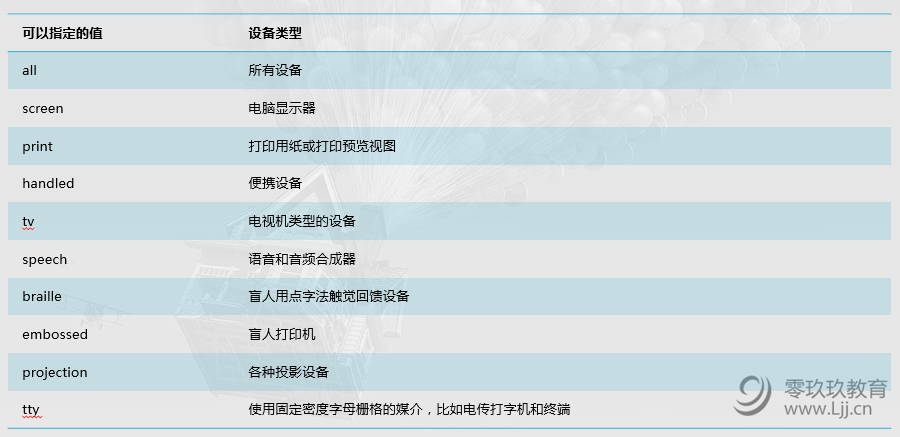 可以指定的值 设备类型
all 所有设备
screen 电脑显示器
print 打印用纸或打印预览视图
handled 便携设备
tv 电视机类型的设备
speech 语音和音频合成器
braille 盲人用点字法触觉回馈设备
embossed 盲人打印机
projection 各种投影设备
tty 使用固定密度字母栅格的媒介，比如电传打字机和终端
零玖玖教育
www.Ljj.cn